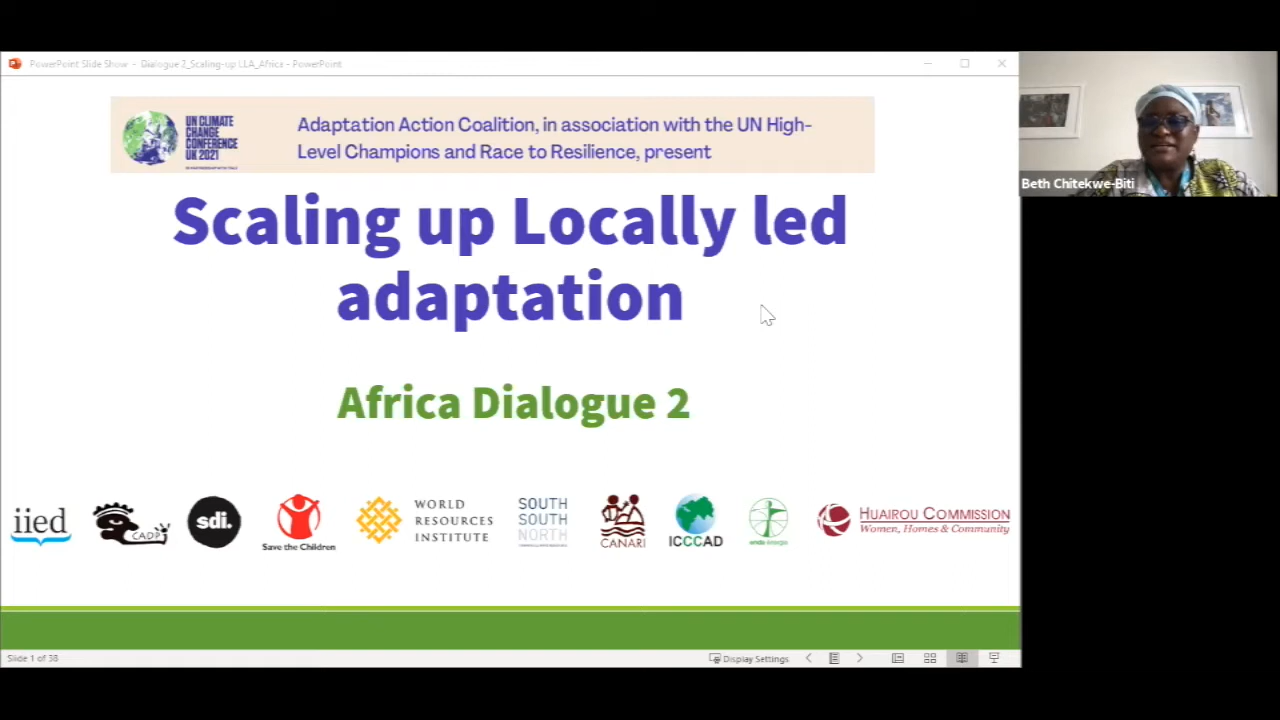 PowerPoint Slide Show - Dialogue 2_Scaling-up LLA_Africa - PowerPoint
UN CLIMATE
CHANGE
CONFERENCE
UK 2021
Adaptation Action Coalition, in association with the UN High-
Level Champions and Race to Resilience, present
Beth Chitekwe-Biti
Scaling up Locally led
adaptation
Africa Dialogue 2
iied
CADP
sdi.
Save the Children
WORLD
RESOURCES
INSTITUTE
SOUTH
SOUTH
NORTH
CANARI
ICCCAD
enda énergie
HUAIROU COMMISSION
Women, Homes & Community
Slide 1 of 38
Display Settings